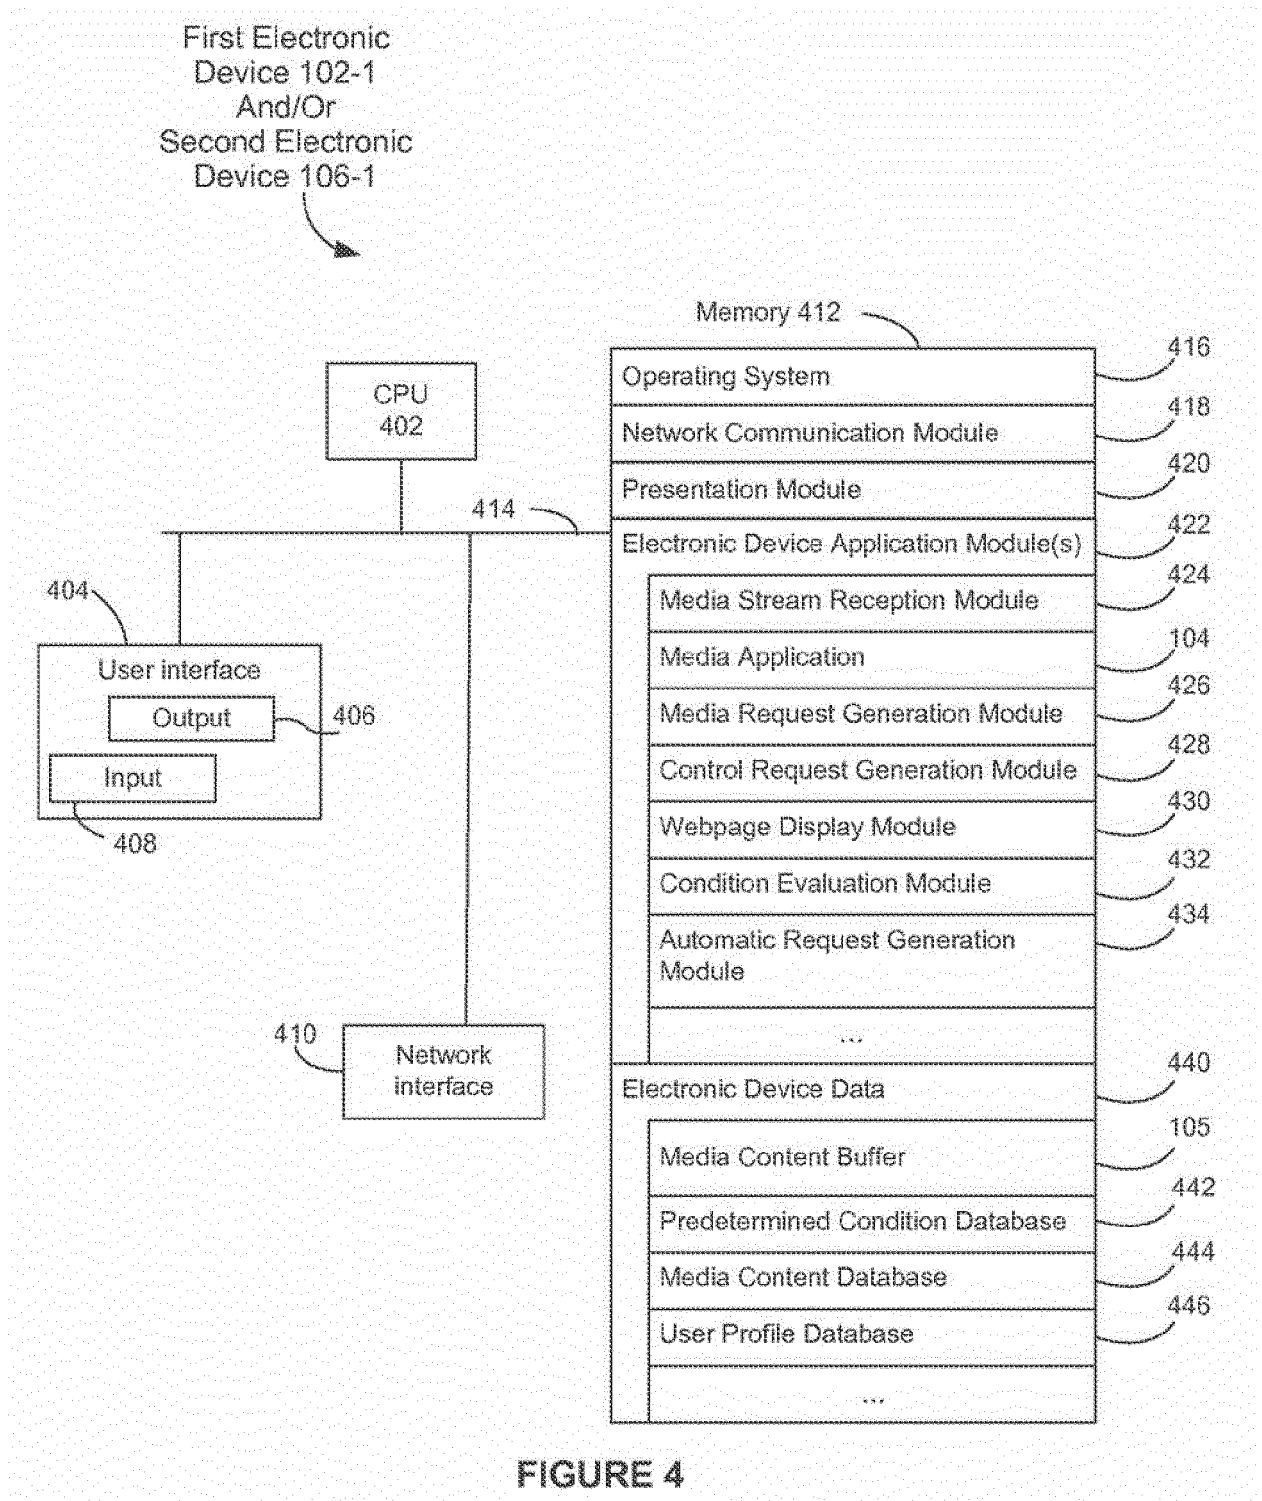 First Electronic
Device 102-1
And/Or
Second Electronic
Device 106-1
Memory 412
CPU
402
414
404
User interface
Output
406
Input
408
410
Network
interface
Operating System
416
Network Communication Module
418
Presentation Module
420
Electronic Device Application Module(s)
422
Media Stream Reception Module
424
Media Application
104
Media Request Generation Module
426
Control Request Generation Module
428
Webpage Display Module
430
Condition Evaluation Module
432
Automatic Request Generation
Module
434
...
Electronic Device Data
440
Media Content Buffer
105
Predetermined Condition Database
442
Media Content Database
444
User Profile Database
446
...
FIGURE 4